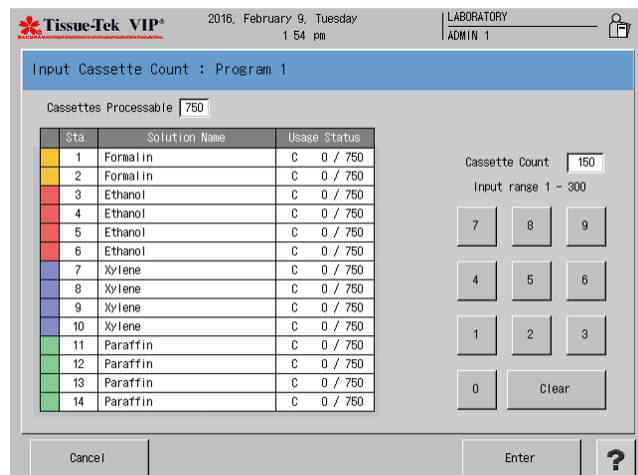 Tissue-Tek VIP®
SAKURA
2016, February 9, Tuesday
1 54 pm
LABORATORY
ADMIN 1
Input Cassette Count : Program 1
Cassettes Processable 750
Sta. Solution Name Usage Status
1 Formalin C 0 / 750
2 Formalin C 0 / 750
3 Ethanol C 0 / 750
4 Ethanol C 0 / 750
5 Ethanol C 0 / 750
6 Ethanol C 0 / 750
7 Xylene C 0 / 750
8 Xylene C 0 / 750
9 Xylene C 0 / 750
10 Xylene C 0 / 750
11 Paraffin C 0 / 750
12 Paraffin C 0 / 750
13 Paraffin C 0 / 750
14 Paraffin C 0 / 750
Cassette Count 150
Input range 1 - 300
7 8 9
4 5 6
1 2 3
0 Clear
Cancel
Enter
?